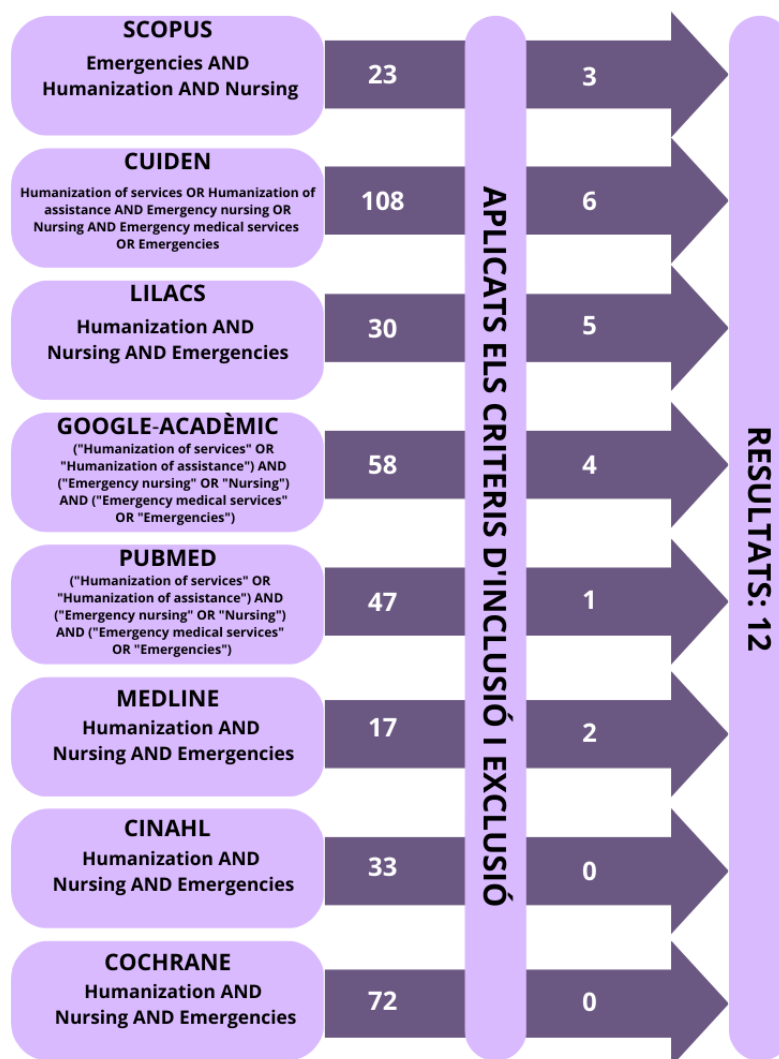 SCOPUS
Emergencies AND
Humanization AND Nursing
23
3
CUIDEN
Humanization of services OR Humanization of
assistance AND Emergency nursing OR
Nursing AND Emergency medical services
OR Emergencies
108
6
LILACS
Humanization AND
Nursing AND Emergencies
30
5
GOOGLE-ACADÈMIC
("Humanization of services" OR
"Humanization of assistance") AND
("Emergency nursing" OR "Nursing")
AND ("Emergency medical services"
OR "Emergencies")
58
4
PUBMED
("Humanization of services" OR
"Humanization of assistance") AND
("Emergency nursing" OR "Nursing")
AND ("Emergency medical services"
OR "Emergencies")
47
1
MEDLINE
Humanization AND
Nursing AND Emergencies
17
2
CINAHL
Humanization AND
Nursing AND Emergencies
33
0
COCHRANE
Humanization AND
Nursing AND Emergencies
72
0
APLICATS ELS CRITERIS D'INCLUSIÓ I EXCLUSIÓ
RESULTATS: 12